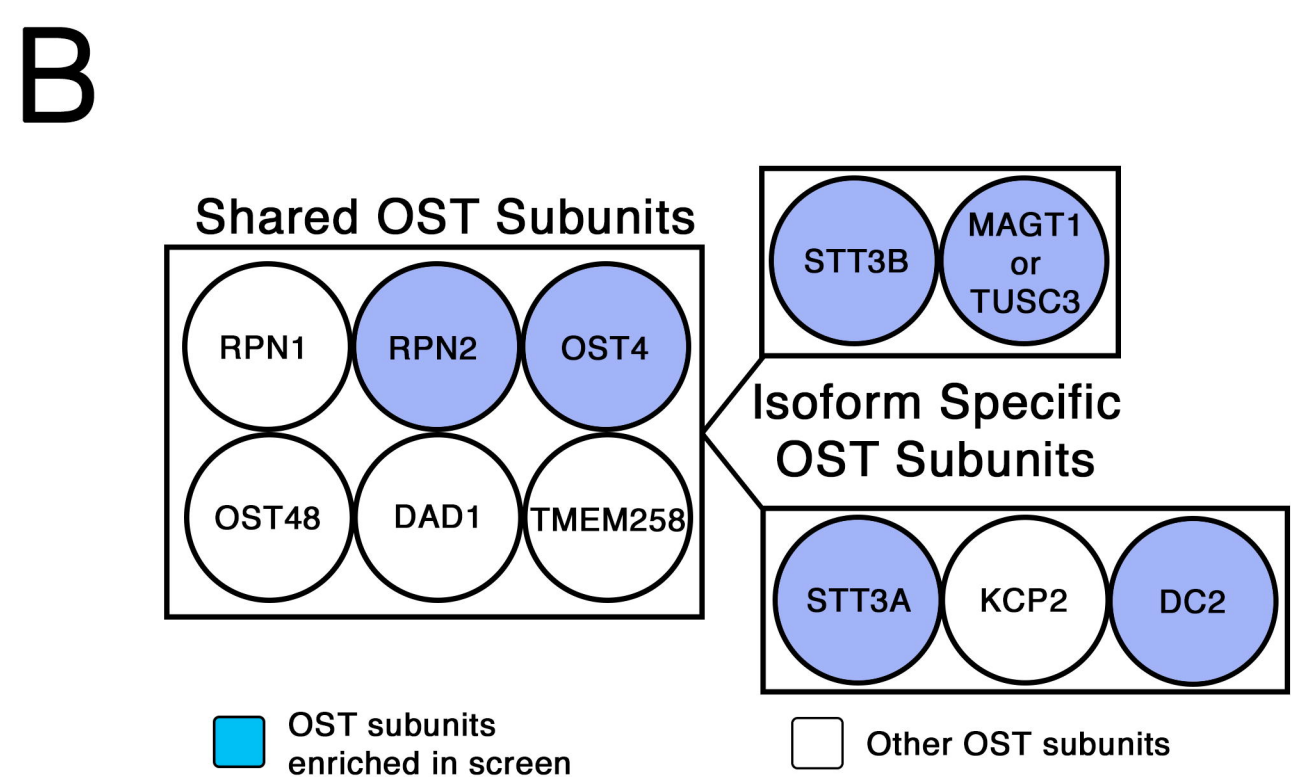 B
Shared OST Subunits
RPN1
RPN2
OST4
OST48
DAD1
TMEM258
STT3B
MAGT1
or
TUSC3
Isoform Specific
OST Subunits
STT3A
KCP2
DC2
OST subunits
enriched in screen
Other OST subunits